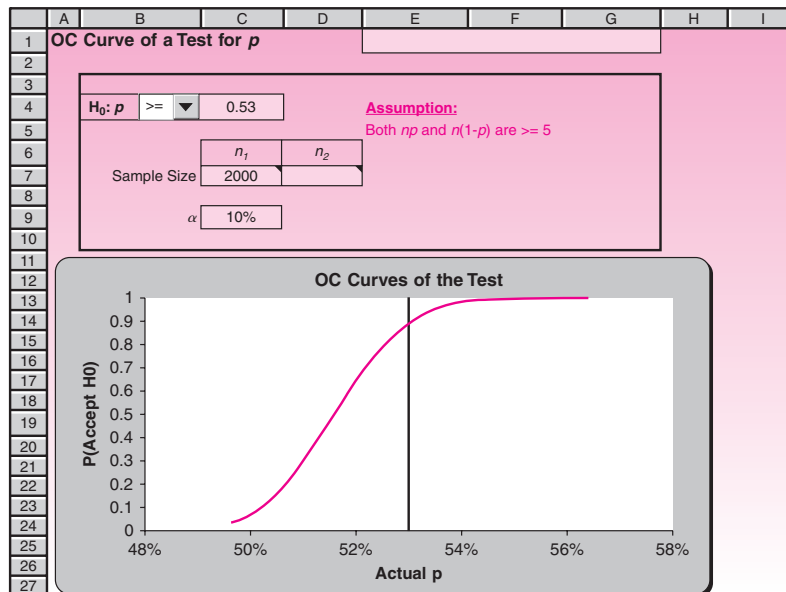 A B C D E F G H I
1 OC Curve of a Test for p
2
3
4 H0: p >= 0.53 Assumption:
5 Both np and n(1-p) are >= 5
6 n1 n2
7 Sample Size 2000
8
9 α 10%
10
11
12 OC Curves of the Test
13 1
14 0.9
15 0.8
16 0.7
17 0.6
18 0.5
19 0.4
20 0.3
21 0.2
22 0.1
23 0
24 48% 50% 52% 54% 56% 58%
25 Actual p
26
27
P(Accept H0)